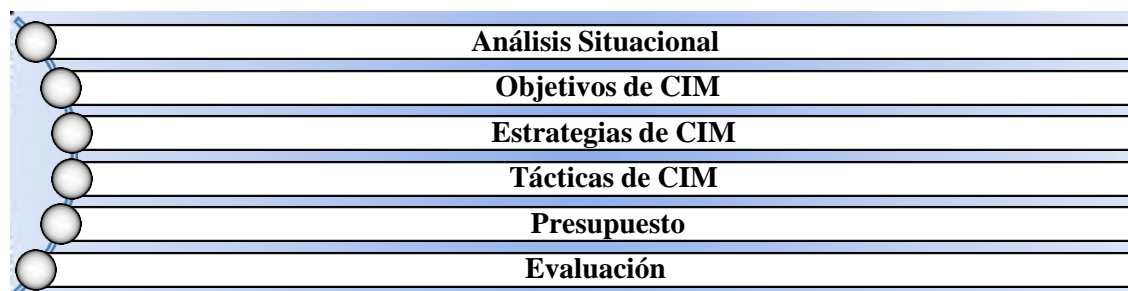 Análisis Situacional
Objetivos de CIM
Estrategias de CIM
Tácticas de CIM
Presupuesto
Evaluación